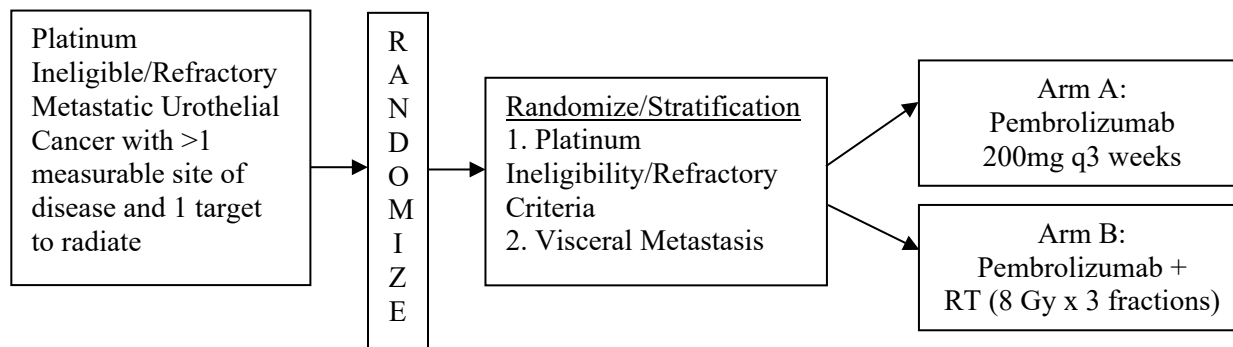 Platinum
Ineligible/Refractory
Metastatic Urothelial
Cancer with >1
measurable site of
disease and 1 target
to radiate
R
A
N
D
O
M
I
Z
E
Randomize/Stratification
1. Platinum
Ineligibility/Refractory
Criteria
2. Visceral Metastasis
Arm A:
Pembrolizumab
200mg q3 weeks
Arm B:
Pembrolizumab +
RT (8 Gy x 3 fractions)